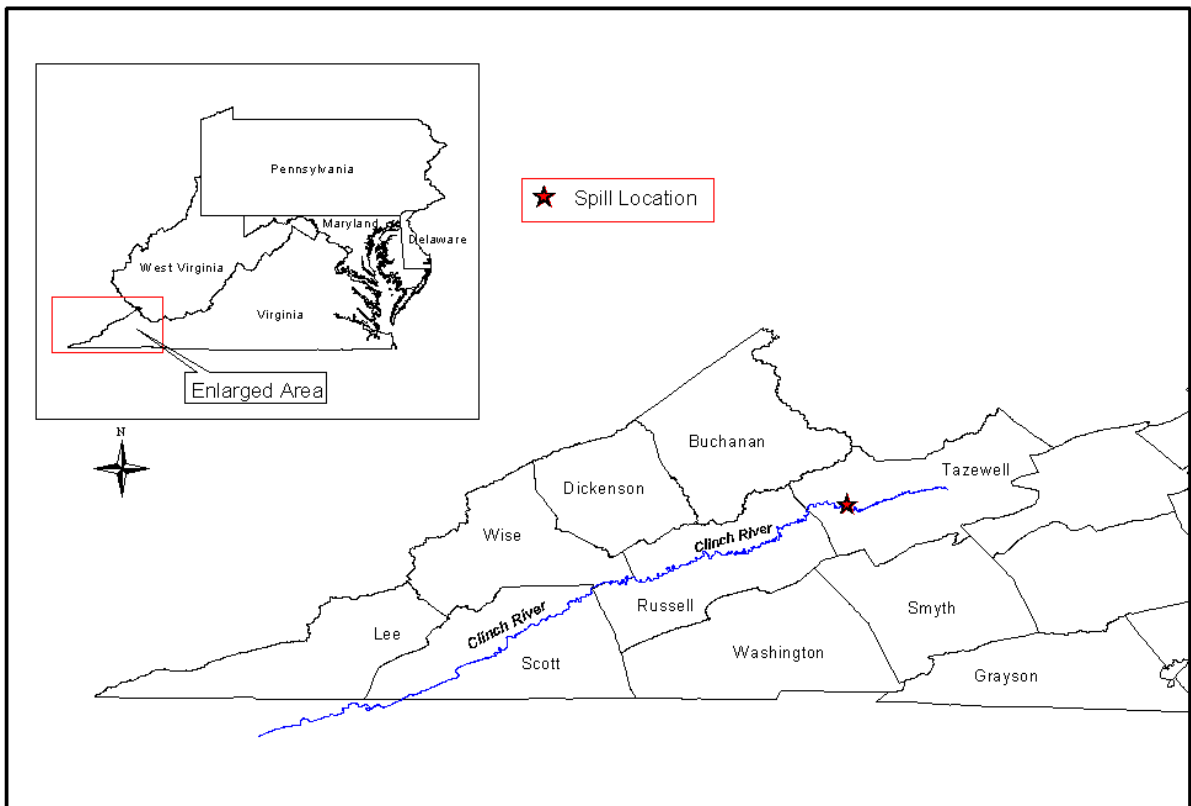 Pennsylvania
Maryland
Delaware
West Virginia
Virginia
Enlarged Area
Spill Location
N
Buchanan
Tazewell
Dickenson
Wise
Clinch River
Russell
Smyth
Clinch River
Lee
Scott
Washington
Grayson